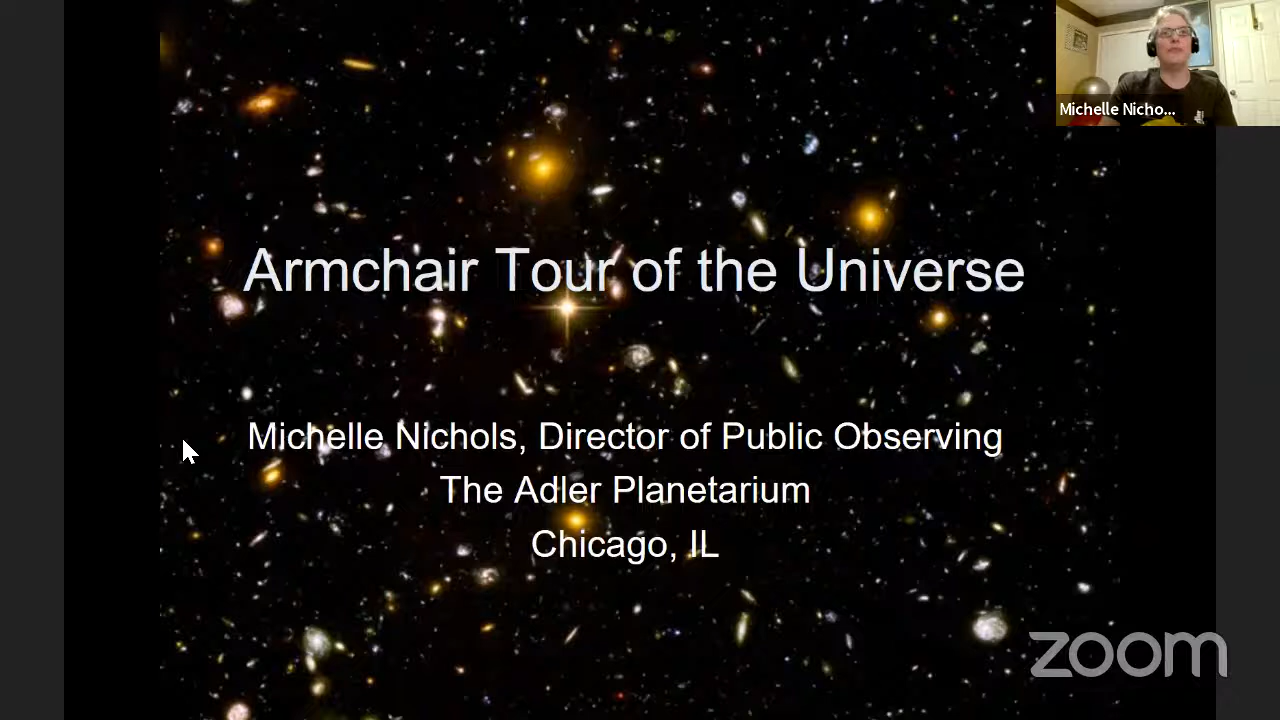 Michelle Nicho...
Armchair Tour of the Universe
Michelle Nichols, Director of Public Observing
The Adler Planetarium
Chicago, IL
zoom